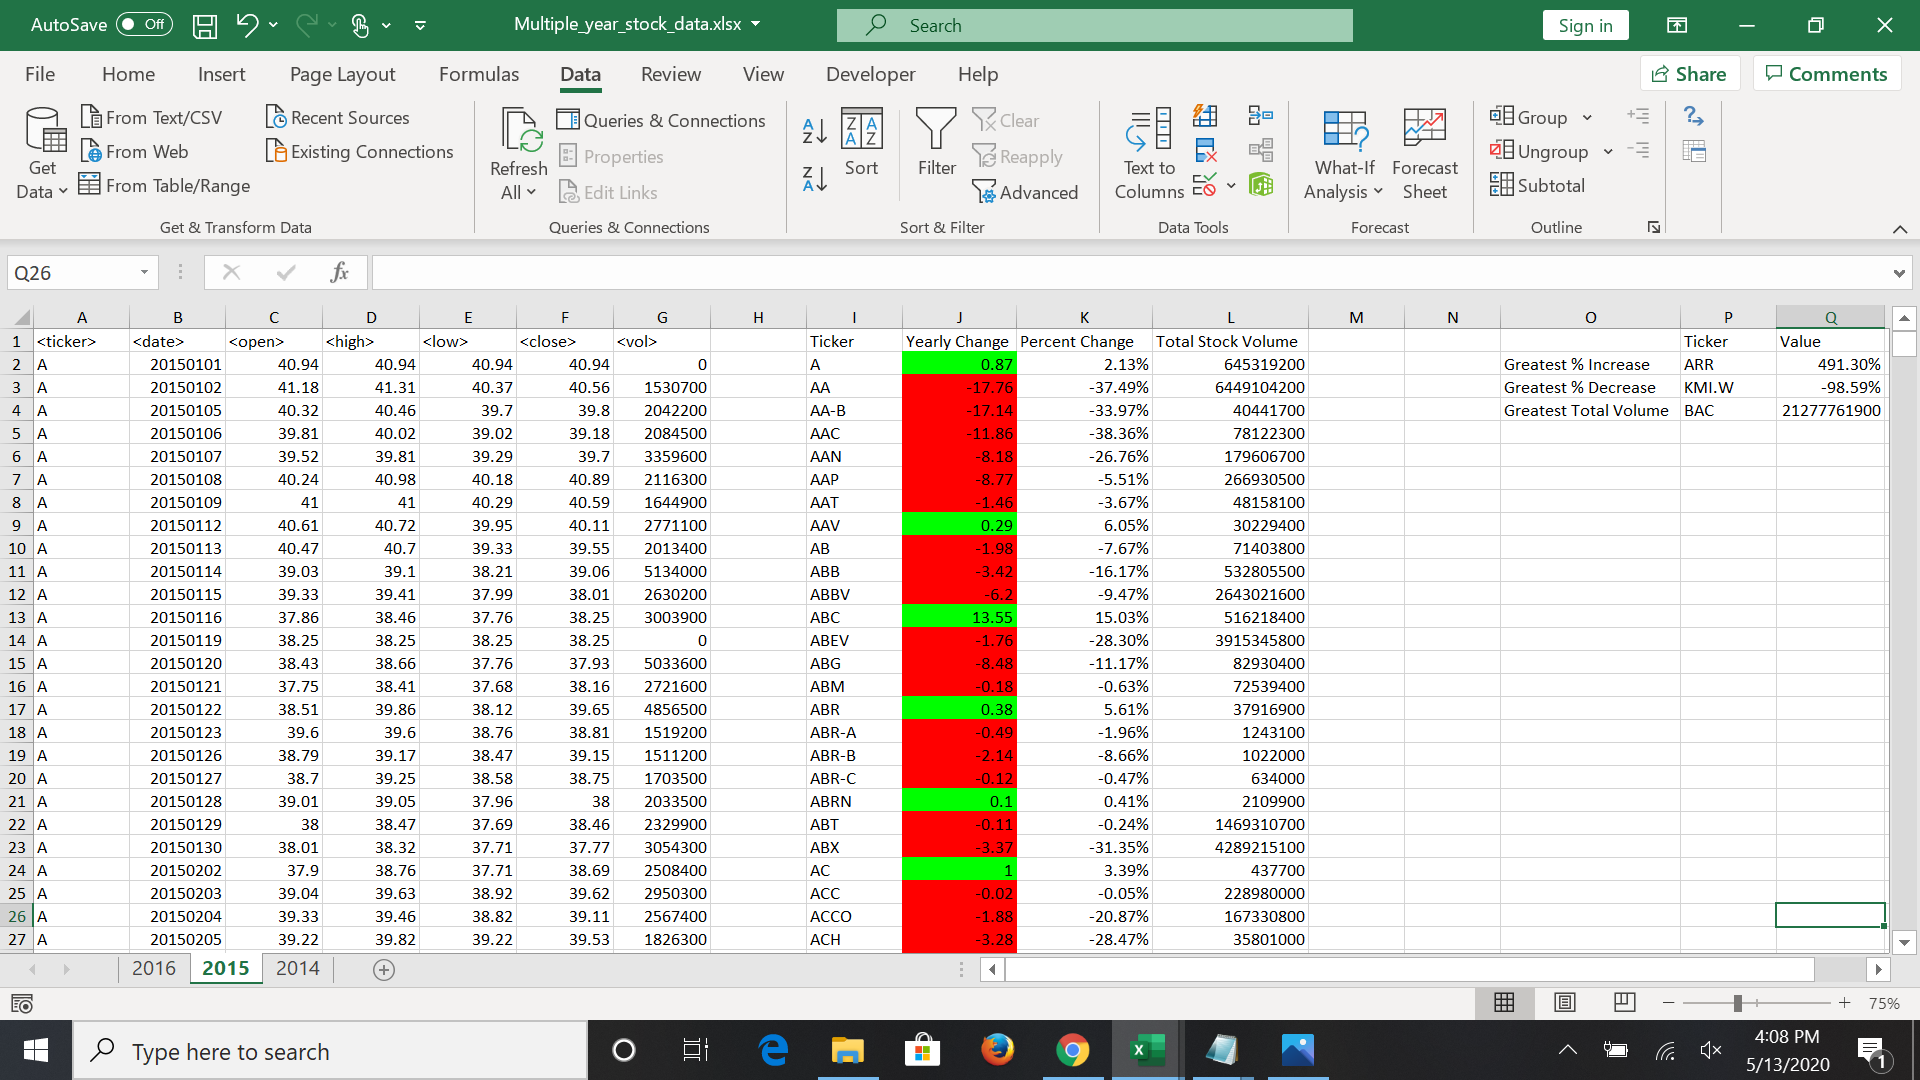 AutoSave Off Multiple_year_stock_data.xlsx Search Sign in
File Home Insert Page Layout Formulas Data Review View Developer Help Share Comments
Get Data From Text/CSV From Web From Table/Range Recent Sources Existing Connections
Refresh All Queries & Connections Properties Edit Links
Sort Filter Clear Reapply Advanced
Text to Columns What-If Analysis Forecast Sheet Group Ungroup Subtotal
Get & Transform Data Queries & Connections Sort & Filter Data Tools Forecast Outline
Q26 fx
A B C D E F G H I J K L M N O P Q
1 <ticker> <date> <open> <high> <low> <close> <vol> Ticker Yearly Change Percent Change Total Stock Volume Ticker Value
2 A 20150101 40.94 40.94 40.94 40.94 0 A 0.87 2.13% 645319200 Greatest % Increase ARR 491.30%
3 A 20150102 41.18 41.31 40.37 40.56 1530700 AA -17.76 -37.49% 6449104200 Greatest % Decrease KMI.W -98.59%
4 A 20150105 40.32 40.46 39.7 39.8 2042200 AA-B -17.14 -33.97% 40441700 Greatest Total Volume BAC 21277761900
5 A 20150106 39.81 40.02 39.02 39.18 2084500 AAC -11.86 -38.36% 78122300
6 A 20150107 39.52 39.81 39.29 39.7 3359600 AAN -8.18 -26.76% 179606700
7 A 20150108 40.24 40.98 40.18 40.89 2116300 AAP -8.77 -5.51% 266930500
8 A 20150109 41 41 40.29 40.59 1644900 AAT -1.46 -3.67% 48158100
9 A 20150112 40.61 40.72 39.95 40.11 2771100 AAV 0.29 6.05% 30229400
10 A 20150113 40.47 40.7 39.33 39.55 2013400 AB -1.98 -7.67% 71403800
11 A 20150114 39.03 39.1 38.21 39.06 5134000 ABB -3.42 -16.17% 532805500
12 A 20150115 39.33 39.41 37.99 38.01 2630200 ABBV -6.2 -9.47% 2643021600
13 A 20150116 37.86 38.46 37.76 38.25 3003900 ABC 13.55 15.03% 516218400
14 A 20150119 38.25 38.25 38.25 38.25 0 ABEV -1.76 -28.30% 3915345800
15 A 20150120 38.43 38.66 37.76 37.93 5033600 ABG -8.48 -11.17% 82930400
16 A 20150121 37.75 38.41 37.68 38.16 2721600 ABM -0.18 -0.63% 72539400
17 A 20150122 38.51 39.86 38.12 39.65 4856500 ABR 0.38 5.61% 37916900
18 A 20150123 39.6 39.6 38.76 38.81 1519200 ABR-A -0.49 -1.96% 1243100
19 A 20150126 38.79 39.17 38.47 39.15 1511200 ABR-B -2.14 -8.66% 1022000
20 A 20150127 38.7 39.25 38.58 38.75 1703500 ABR-C -0.12 -0.47% 634000
21 A 20150128 39.01 39.05 37.96 38 2033500 ABRN 0.1 0.41% 2109900
22 A 20150129 38 38.47 37.69 38.46 2329900 ABT -0.11 -0.24% 1469310700
23 A 20150130 38.01 38.32 37.71 37.77 3054300 ABX -3.37 -31.35% 4289215100
24 A 20150202 37.9 38.76 37.71 38.69 2508400 AC 1 3.39% 437700
25 A 20150203 39.04 39.63 38.92 39.62 2950300 ACC -0.02 -0.05% 228980000
26 A 20150204 39.33 39.46 38.82 39.11 2567400 ACCO -1.88 -20.87% 167330800
27 A 20150205 39.22 39.82 39.22 39.53 1826300 ACH -3.28 -28.47% 35801000
2016 2015 2014
75%
Type here to search 4:08 PM
5/13/2020 1